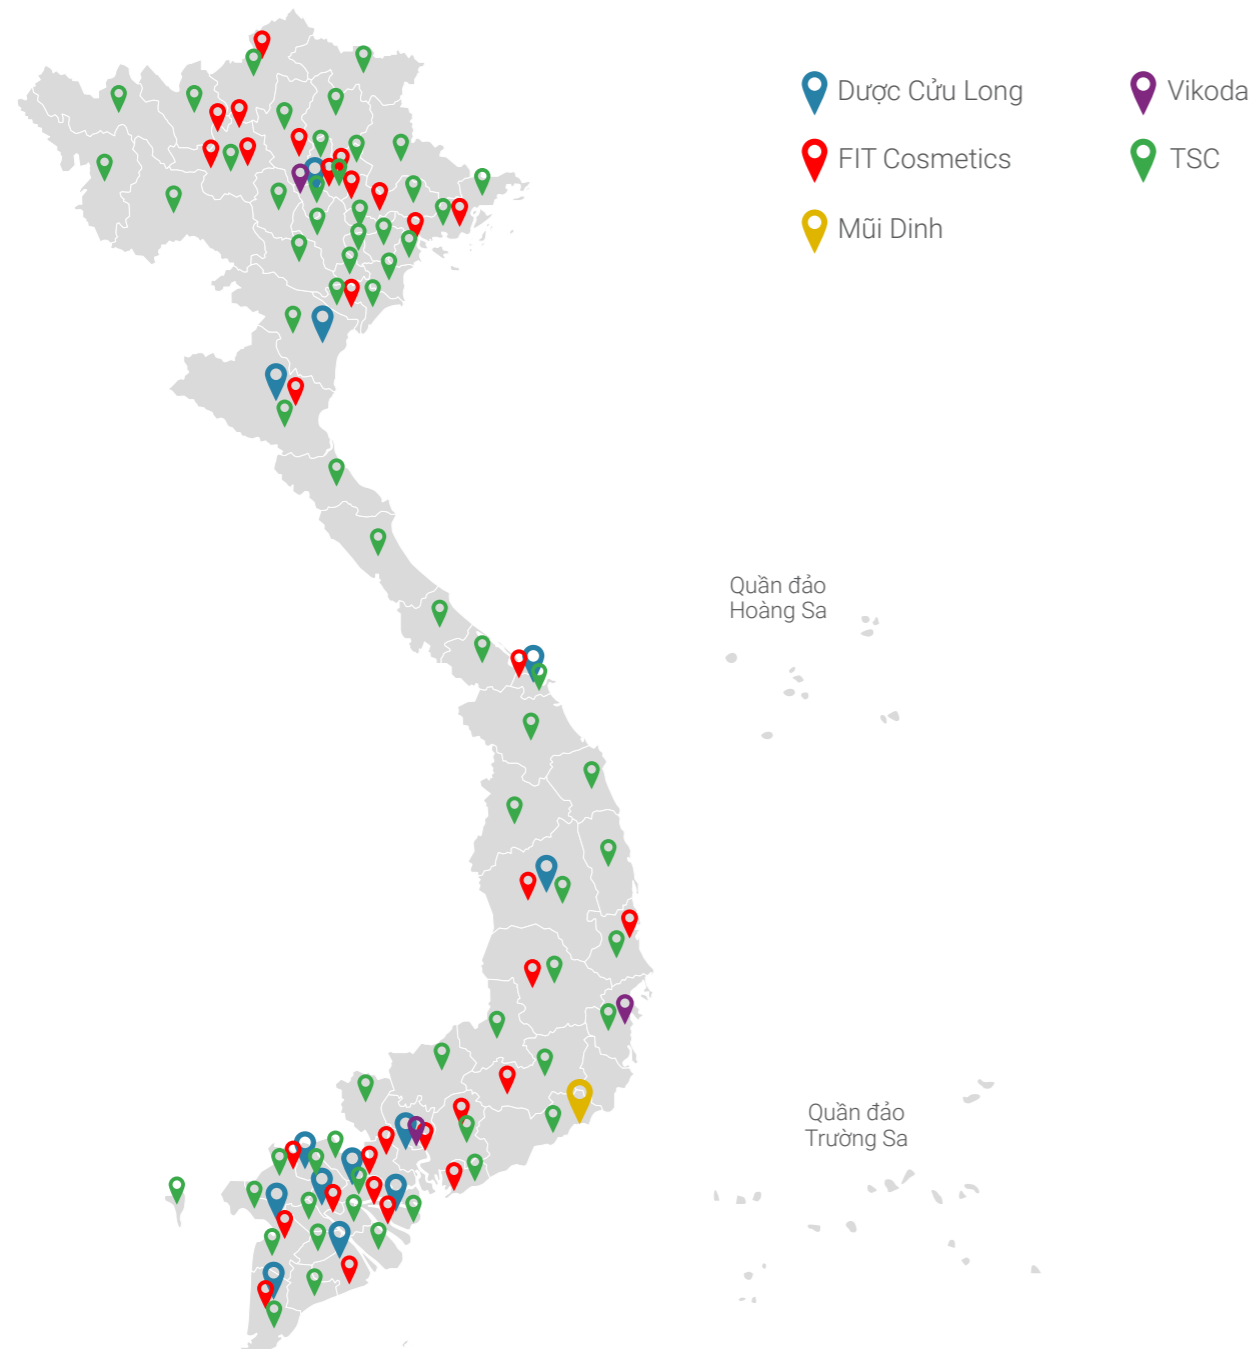 Dược Cửu Long
Vikoda
FIT Cosmetics
TSC
Mũi Dinh
Quần đảo
Hoàng Sa
Quần đảo
Trường Sa